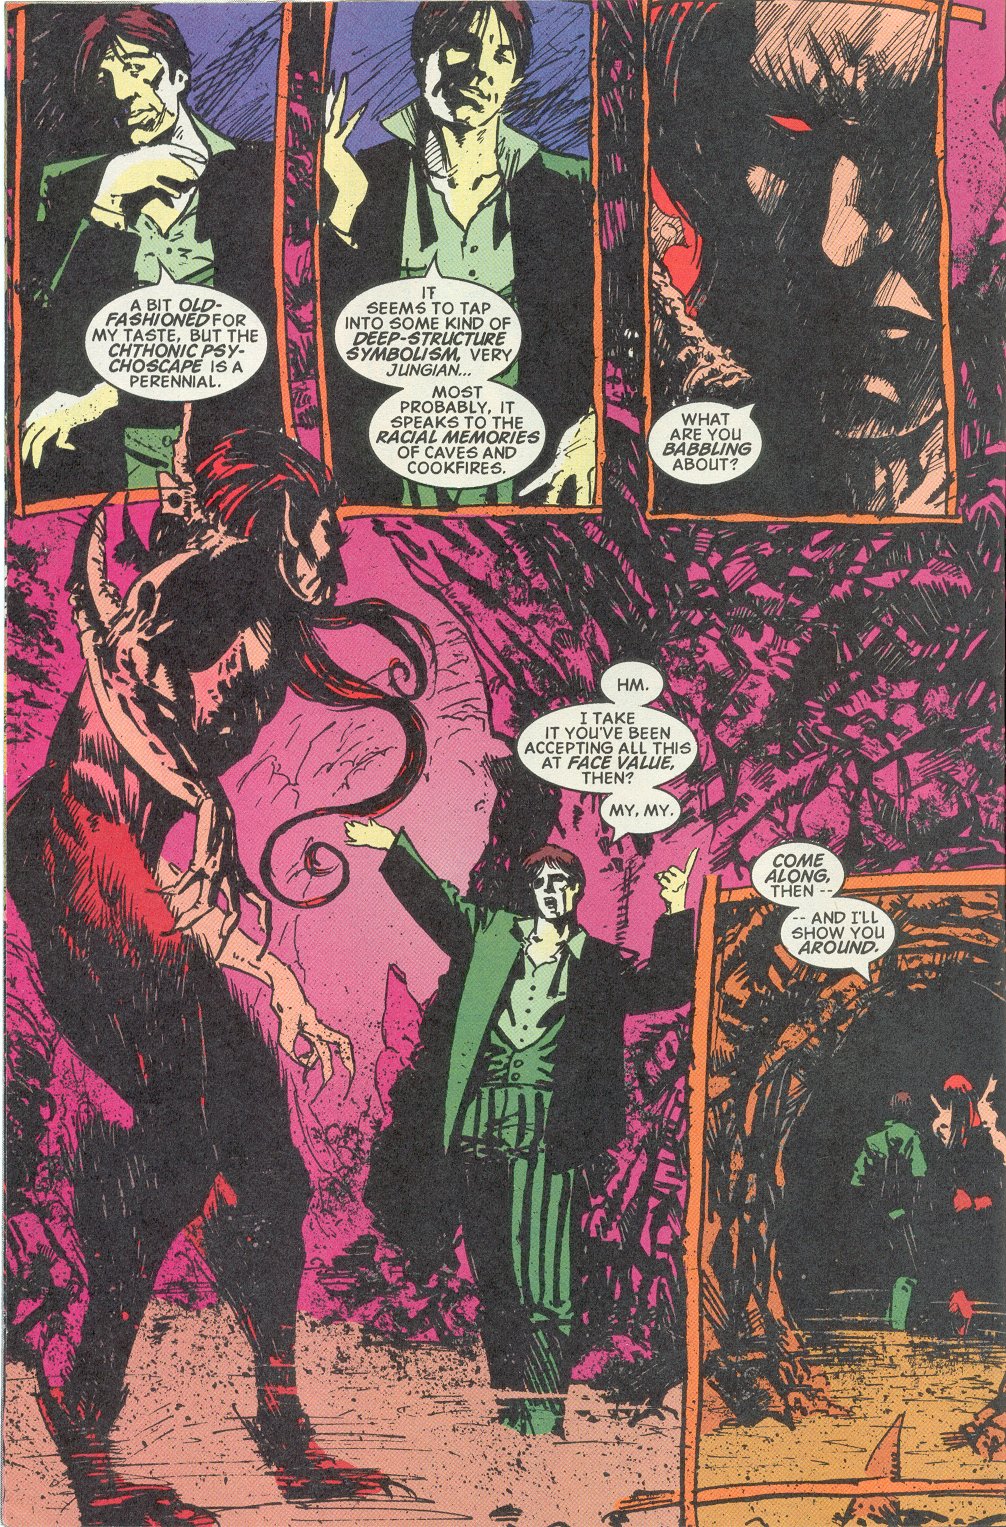 A BIT OLD-
FASHIONED FOR
MY TASTE, BUT THE
CHTHONIC PSY-
CHOSCAPE IS A
PERENNIAL.
IT
SEEMS TO TAP
INTO SOME KIND OF
DEEP-STRUCTURE
SYMBOLISM, VERY
JUNGIAN...
MOST
PROBABLY, IT
SPEAKS TO THE
RACIAL MEMORIES
OF CAVES AND
COOKFIRES.
WHAT
ARE YOU
BABBLING
ABOUT?
HM.
I TAKE
IT YOU'VE BEEN
ACCEPTING ALL THIS
AT FACE VALUE,
THEN?
MY, MY.
COME
ALONG,
THEN --
-- AND I'LL
SHOW YOU
AROUND.